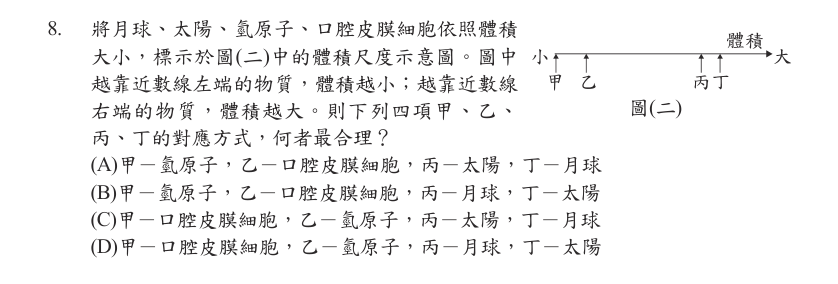 8. 將月球、太陽、氫原子、口腔皮膜細胞依照體積
大小，標示於圖(二)中的體積尺度示意圖。圖中
越靠近數線左端的物質，體積越小；越靠近數線
右端的物質，體積越大。則下列四項甲、乙、
丙、丁的對應方式，何者最合理？
小 體積 大
甲 乙 丙 丁
圖(二)
(A)甲－氫原子，乙－口腔皮膜細胞，丙－太陽，丁－月球
(B)甲－氫原子，乙－口腔皮膜細胞，丙－月球，丁－太陽
(C)甲－口腔皮膜細胞，乙－氫原子，丙－太陽，丁－月球
(D)甲－口腔皮膜細胞，乙－氫原子，丙－月球，丁－太陽